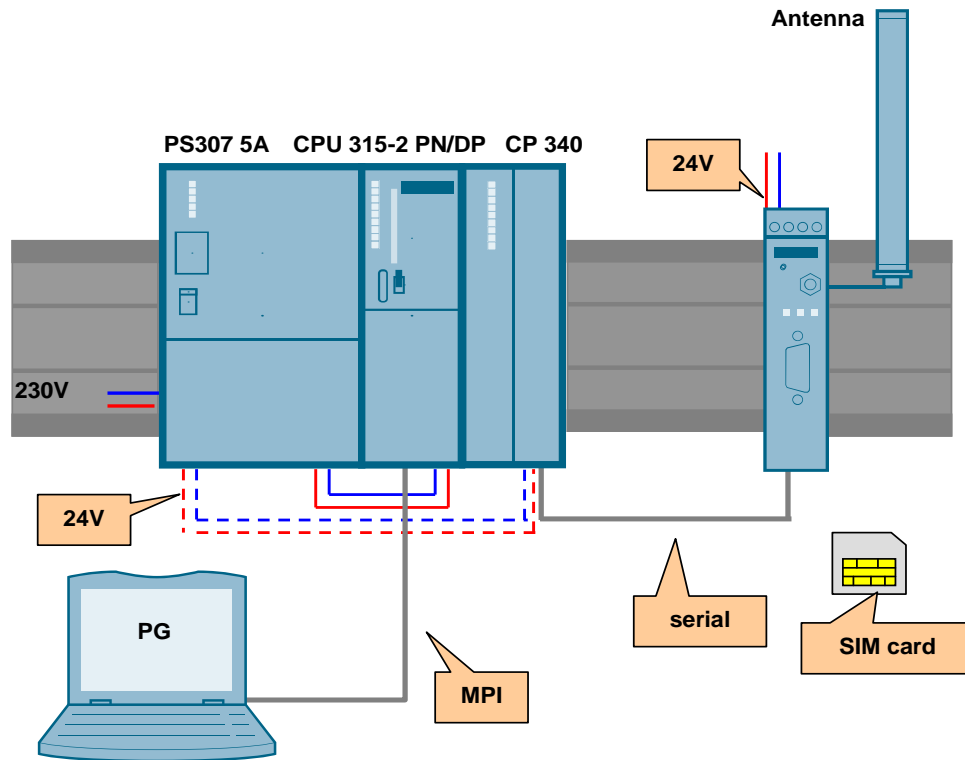 Antenna
PS307 5A
CPU 315-2 PN/DP
CP 340
24V
230V
24V
PG
serial
SIM card
MPI